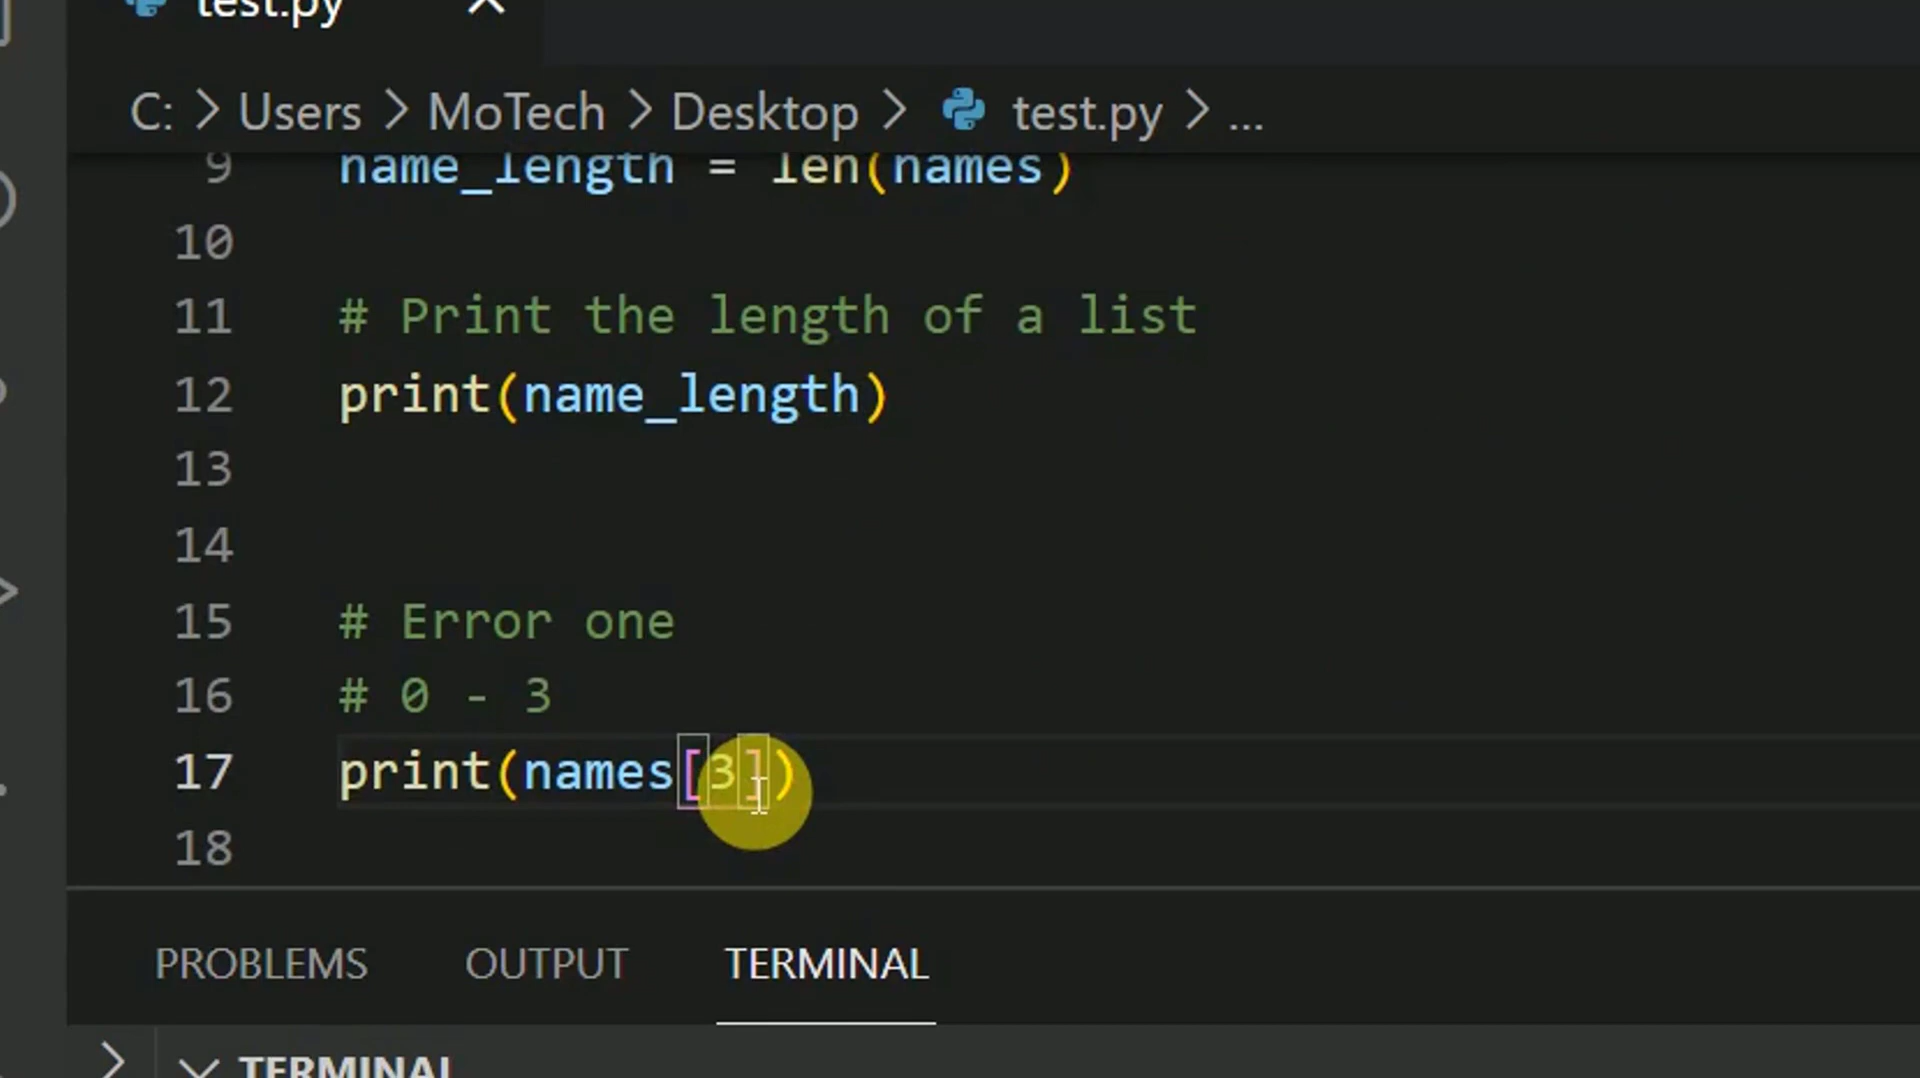 test.py
C: > Users > MoTech > Desktop > test.py > ...
9 name_length = len(names)
10
11 # Print the length of a list
12 print(name_length)
13
14
15 # Error one
16 # 0 - 3
17 print(names[3])
18
PROBLEMS OUTPUT TERMINAL
TERMINAL